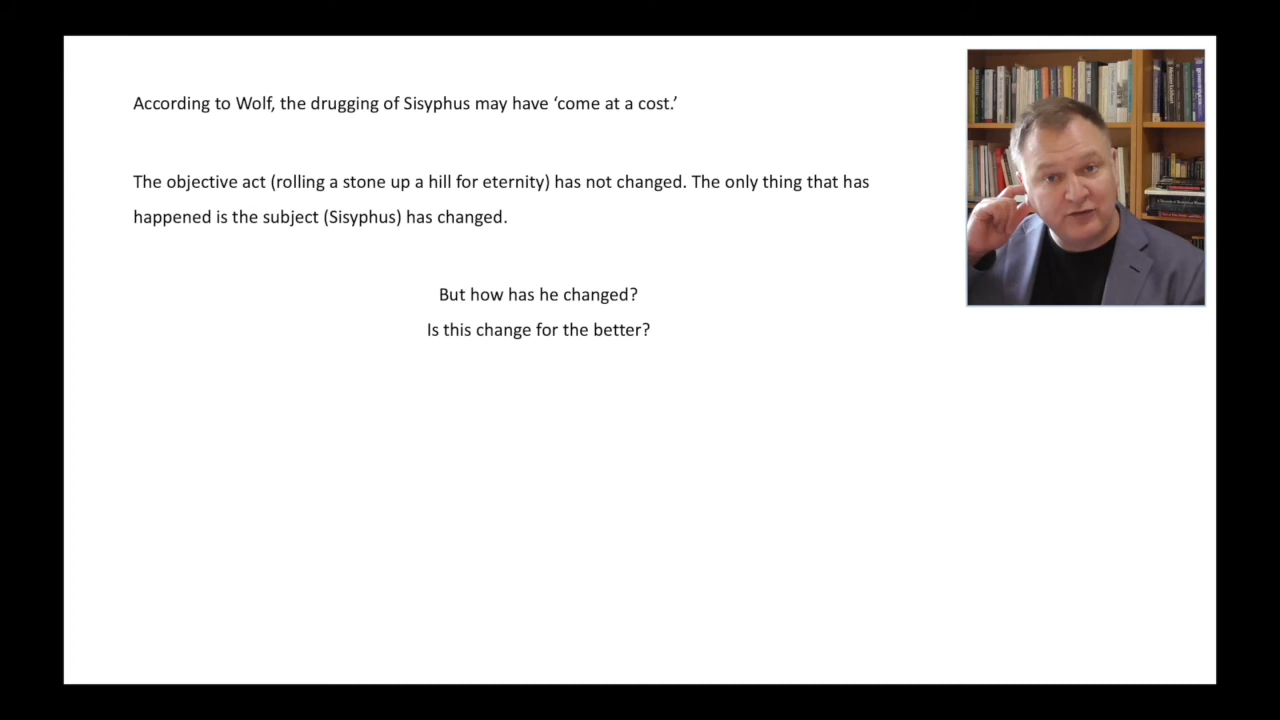 According to Wolf, the drugging of Sisyphus may have ‘come at a cost.’
The objective act (rolling a stone up a hill for eternity) has not changed. The only thing that has
happened is the subject (Sisyphus) has changed.
But how has he changed?
Is this change for the better?